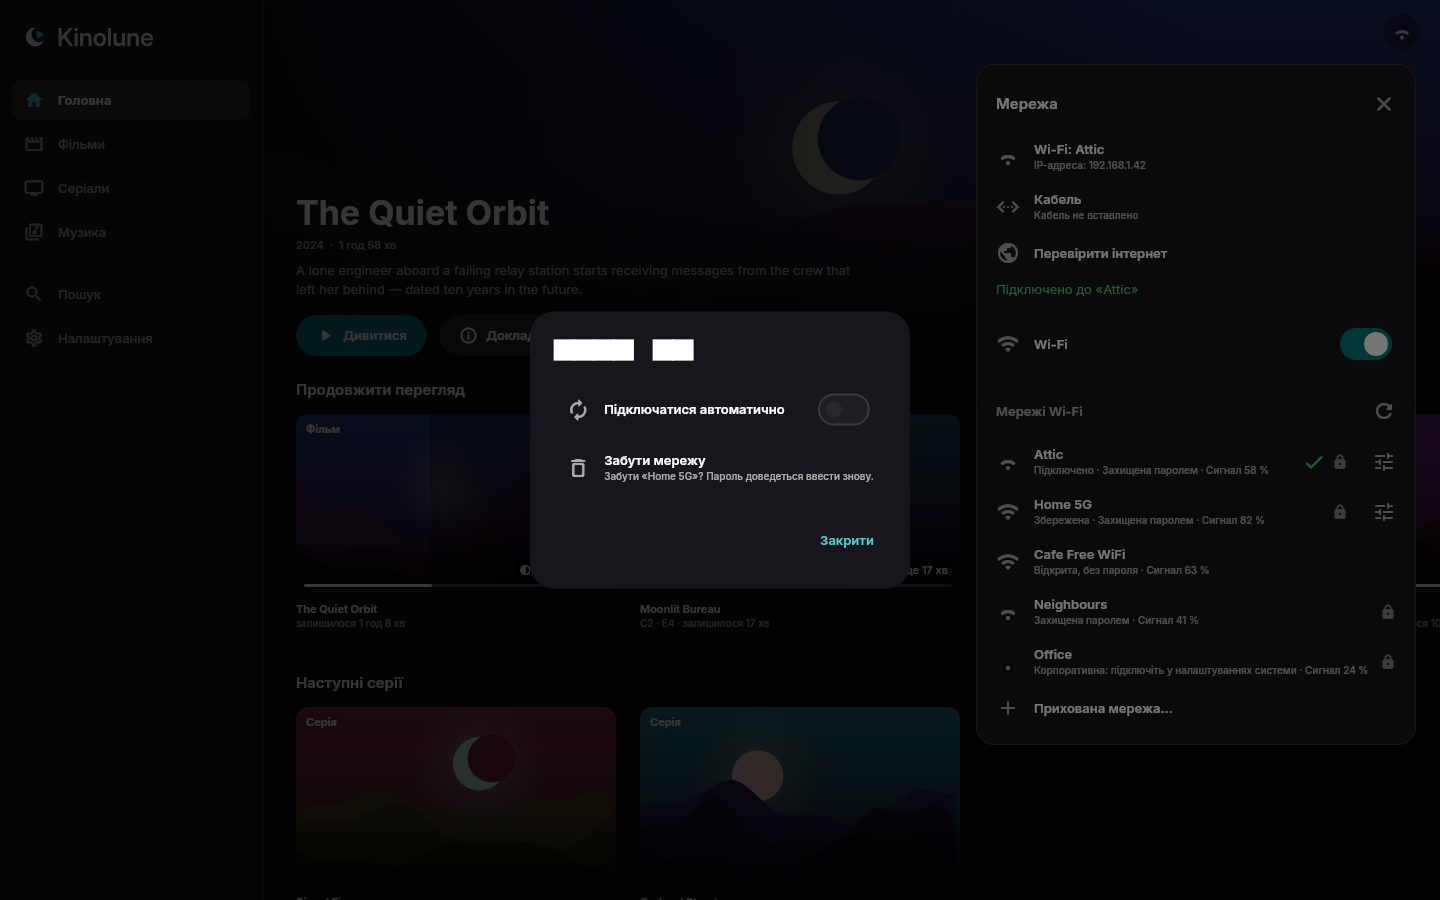 Kinolune
Головна
Фільми
Серіали
Музика
Пошук
Налаштування
The Quiet Orbit
2024 · 1 год 58 хв
A lone engineer aboard a failing relay station starts receiving messages from the crew that
left her behind — dated ten years in the future.
Дивитися
Продовжити перегляд
Фільм
ще 17 хв
The Quiet Orbit
залишилося 1 год 8 хв
Moonlit Bureau
С2 · Е4 · залишилося 17 хв
Наступні серії
Серія
Серія
Підключатися автоматично
Забути мережу
Забути «Home 5G»? Пароль доведеться ввести знову.
Закрити
Мережа
Wi-Fi: Attic
IP-адреса: 192.168.1.42
Кабель
Кабель не вставлено
Перевірити інтернет
Підключено до «Attic»
Wi-Fi
Мережі Wi-Fi
Attic
Підключено · Захищена паролем · Сигнал 58 %
Home 5G
Збережена · Захищена паролем · Сигнал 82 %
Cafe Free WiFi
Відкрита, без пароля · Сигнал 63 %
Neighbours
Захищена паролем · Сигнал 41 %
Office
Корпоративна: підключіть у налаштуваннях системи · Сигнал 24 %
Прихована мережа...